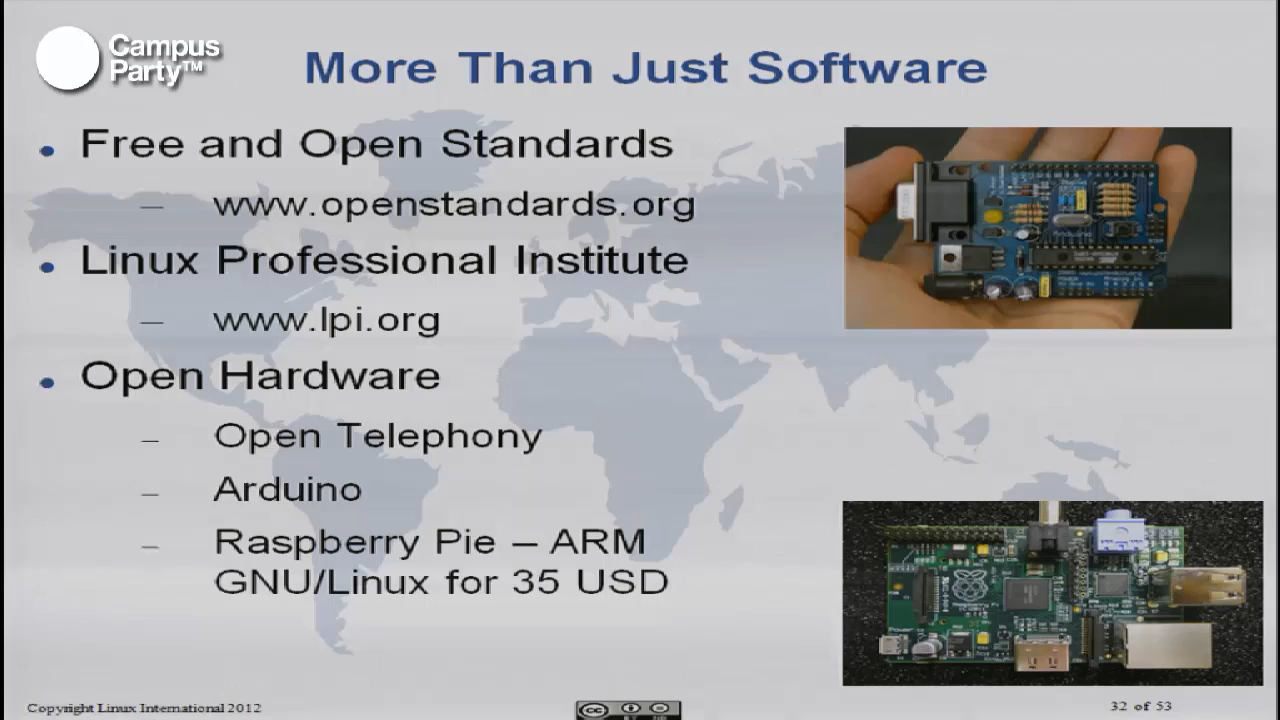 Campus
Party™
More Than Just Software
• Free and Open Standards
– www.openstandards.org
• Linux Professional Institute
– www.lpi.org
• Open Hardware
– Open Telephony
– Arduino
– Raspberry Pie – ARM
GNU/Linux for 35 USD
Copyright Linux International 2012
cc
32 of 53